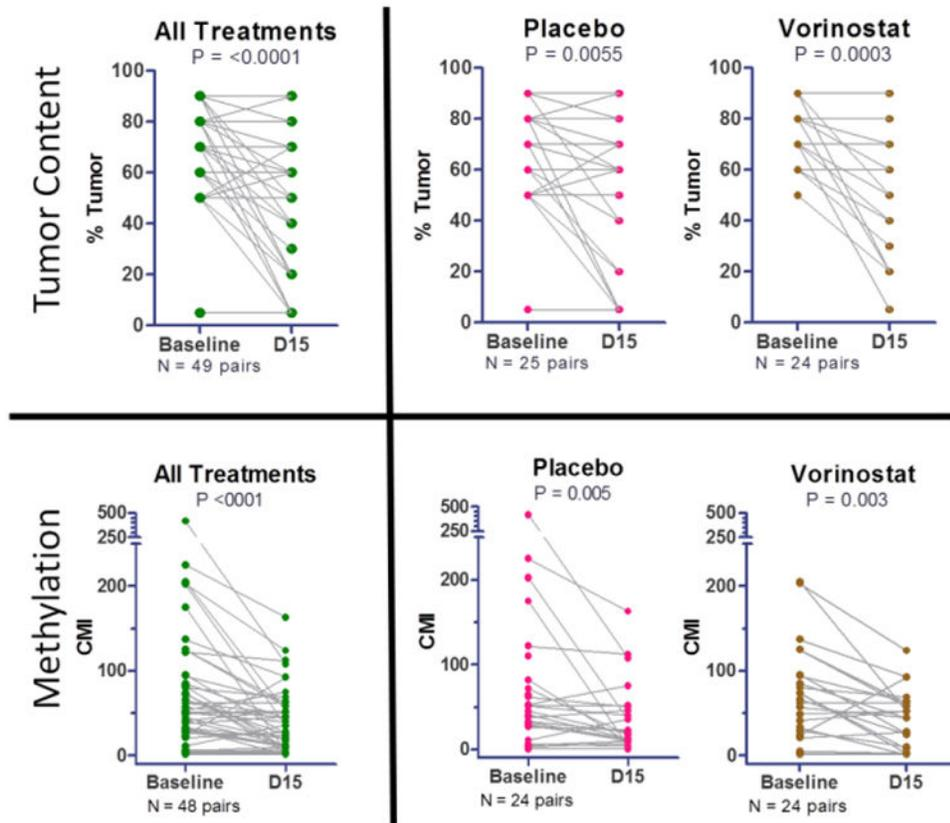 All Treatments
P = <0.0001
Placebo
P = 0.0055
Vorinostat
P = 0.0003
Tumor Content
% Tumor
100
80
60
40
20
0
Baseline D15
N = 49 pairs
% Tumor
100
80
60
40
20
0
Baseline D15
N = 25 pairs
% Tumor
100
80
60
40
20
0
Baseline D15
N = 24 pairs
All Treatments
P <0001
Placebo
P = 0.005
Vorinostat
P = 0.003
Methylation
CMI
500
250
200
100
0
Baseline D15
N = 48 pairs
CMI
500
250
200
100
0
Baseline D15
N = 24 pairs
CMI
500
250
200
100
0
Baseline D15
N = 24 pairs